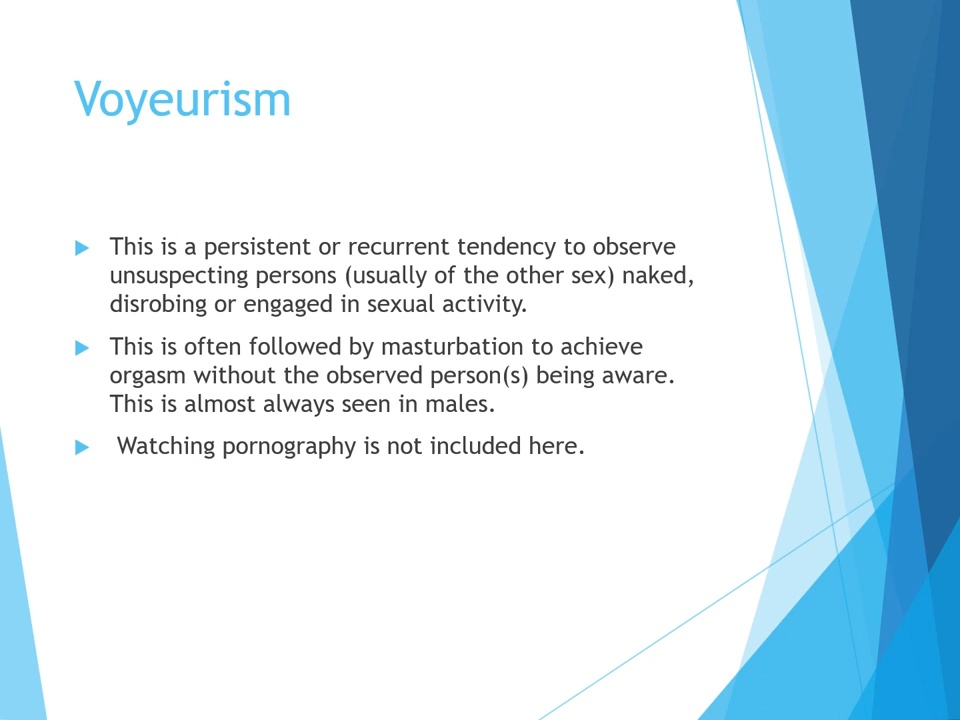 Voyeurism
This is a persistent or recurrent tendency to observe
unsuspecting persons (usually of the other sex) naked,
disrobing or engaged in sexual activity.
This is often followed by masturbation to achieve
orgasm without the observed person(s) being aware.
This is almost always seen in males.
Watching pornography is not included here.